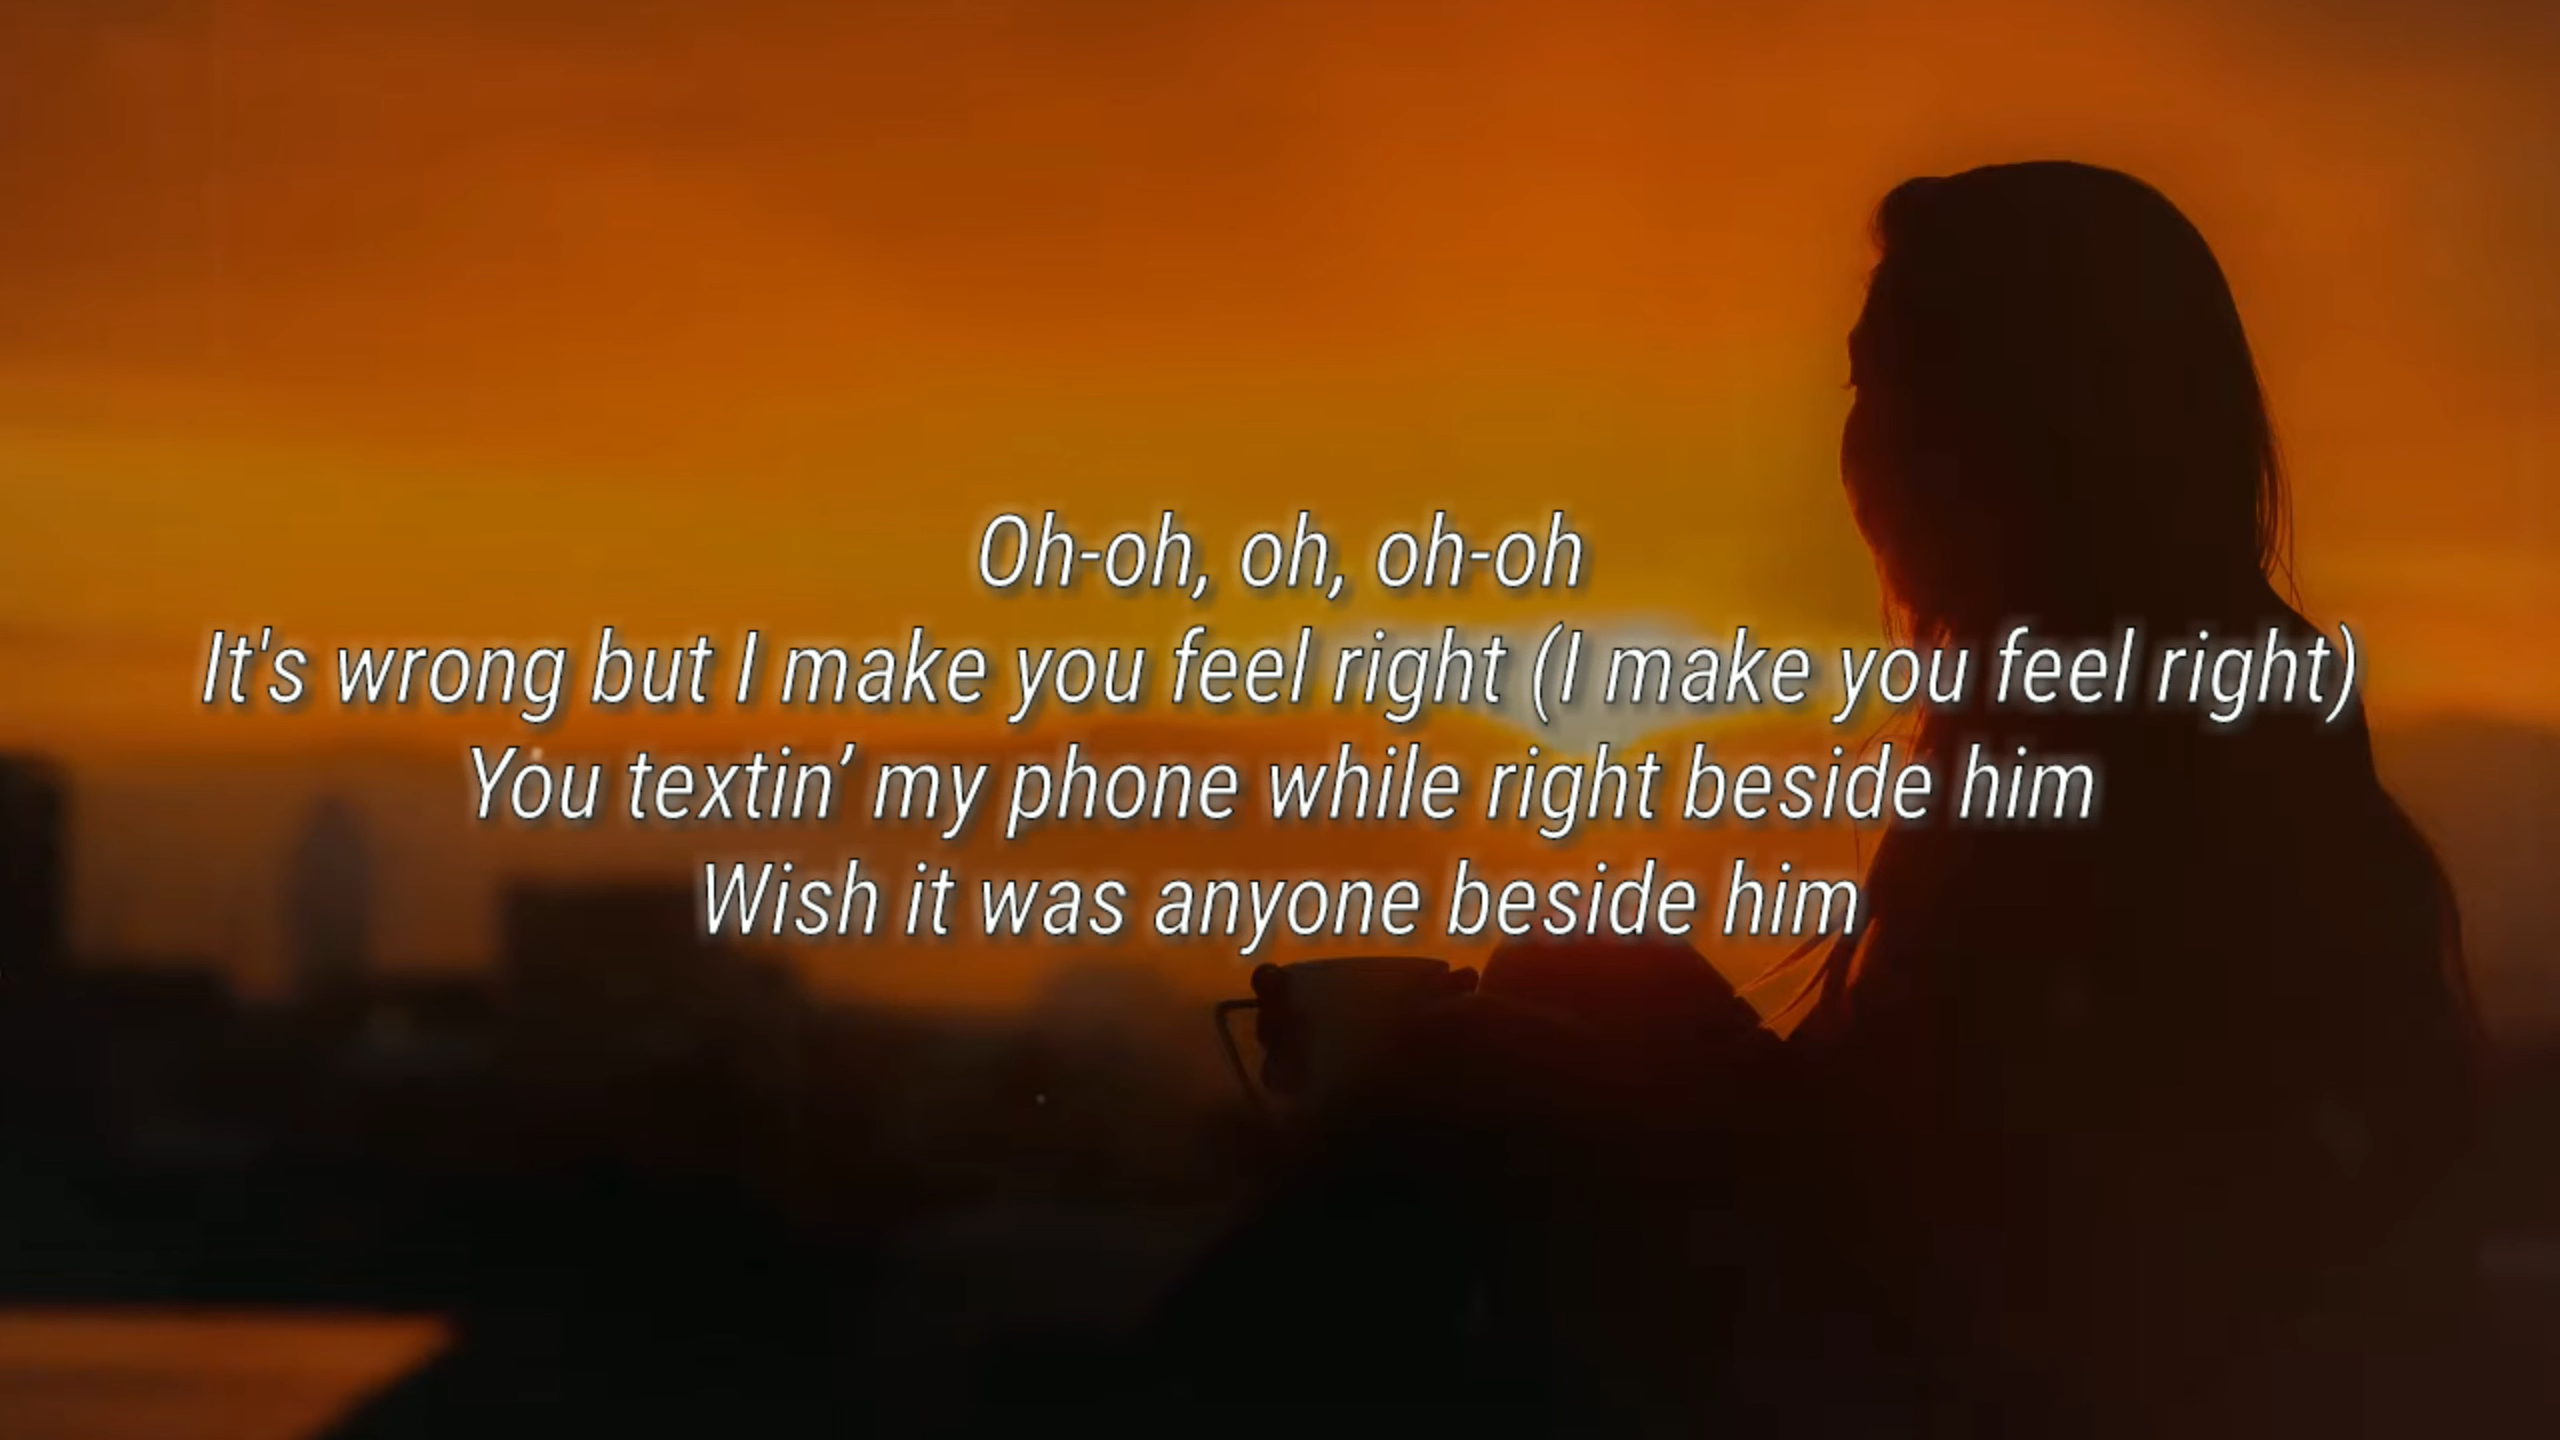 Oh-oh, oh, oh-oh
It's wrong but I make you feel right (I make you feel right)
You textin’ my phone while right beside him
Wish it was anyone beside him